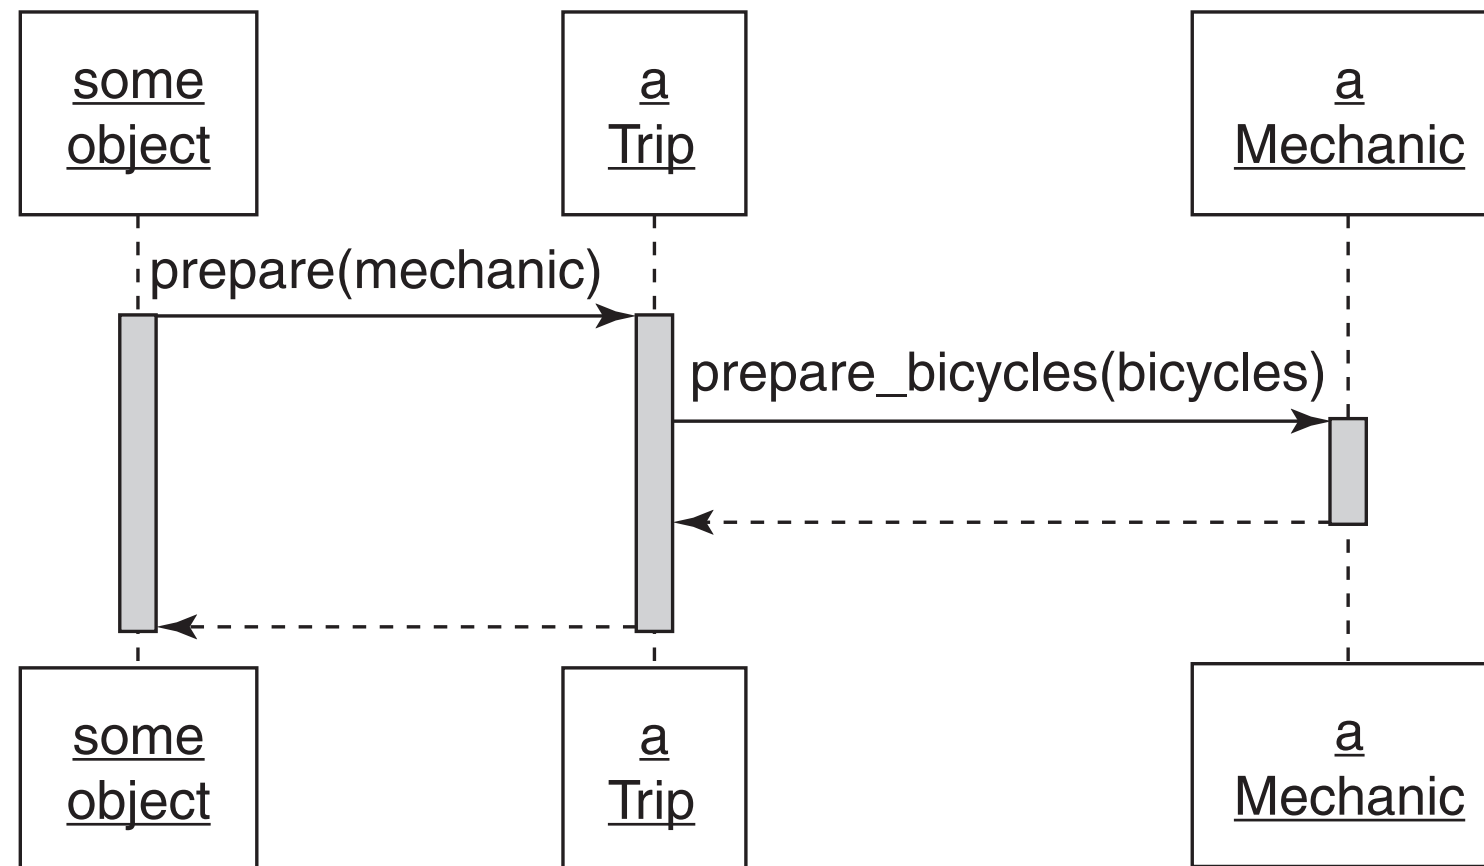 some
object
a
Trip
a
Mechanic
prepare(mechanic)
prepare_bicycles(bicycles)
some
object
a
Trip
a
Mechanic